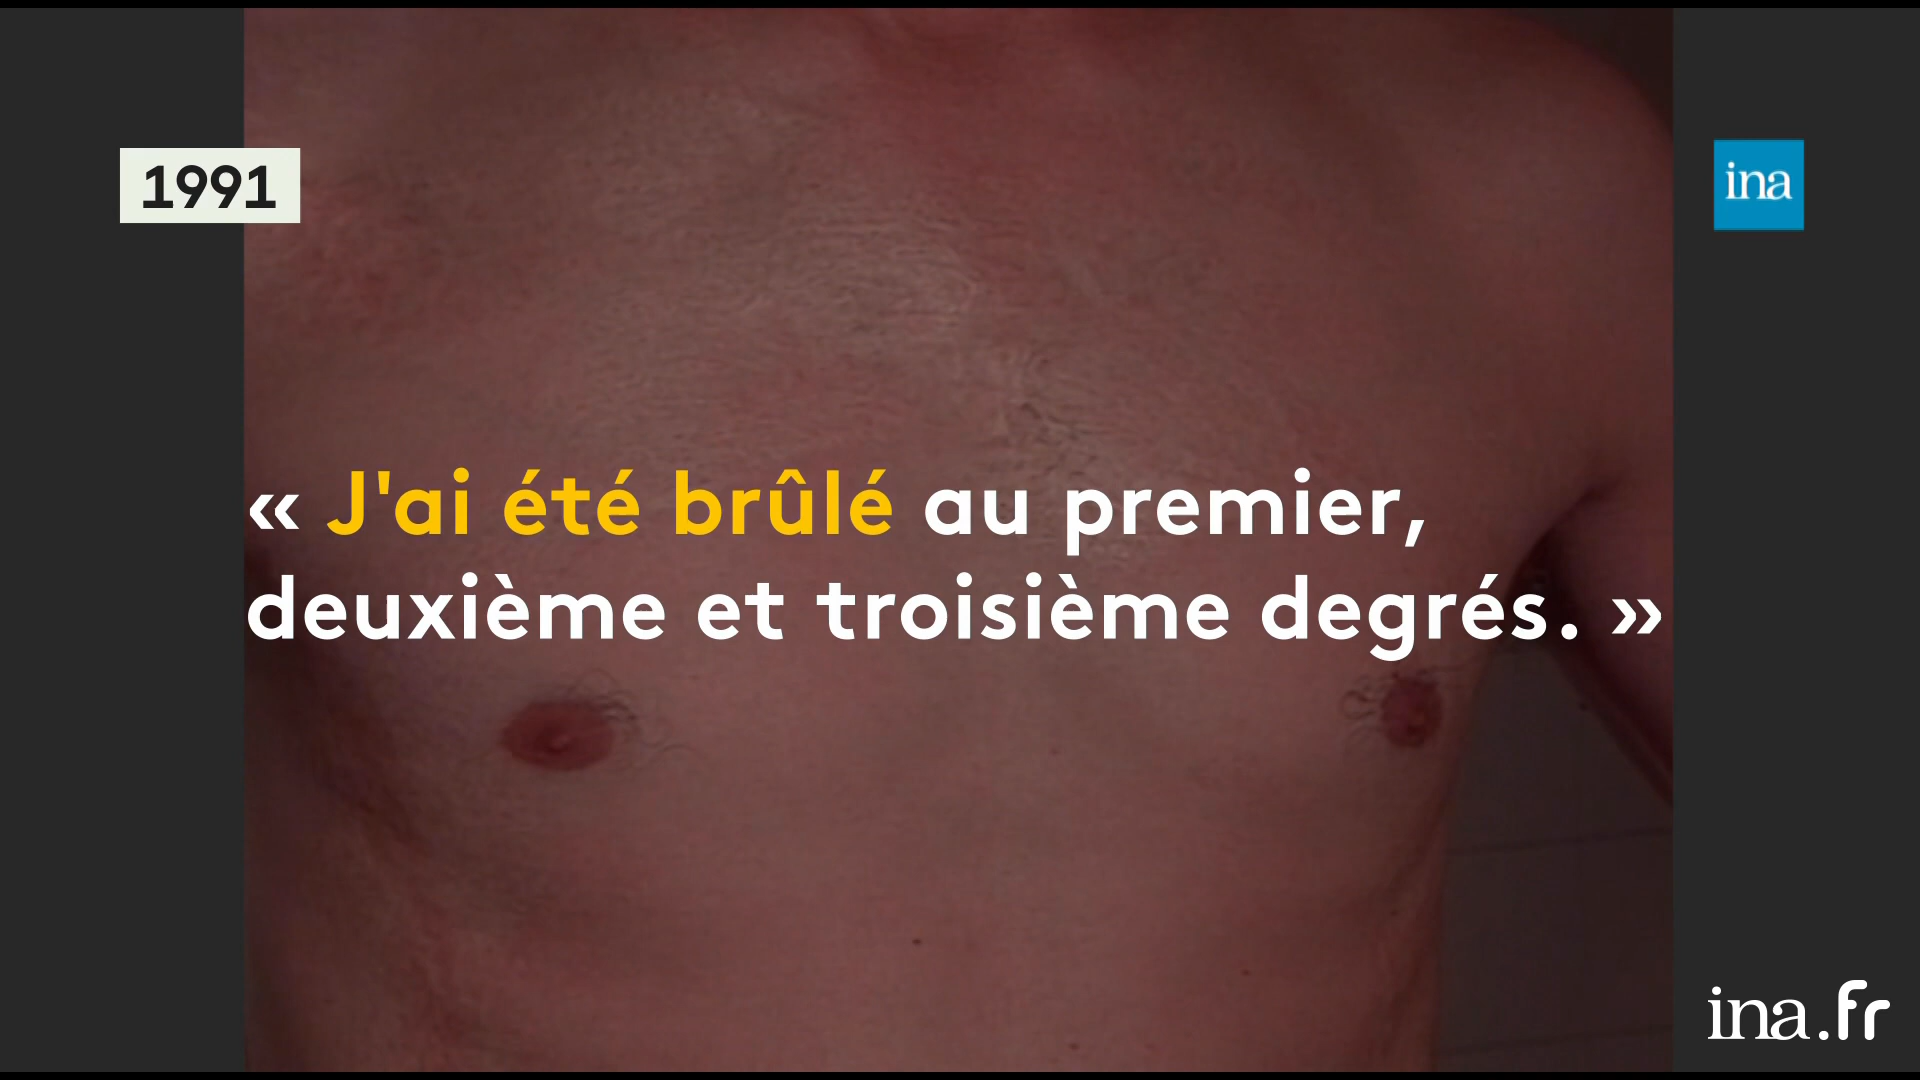 1991
ina
« J'ai été brûlé au premier,
deuxième et troisième degrés. »
ina.fr